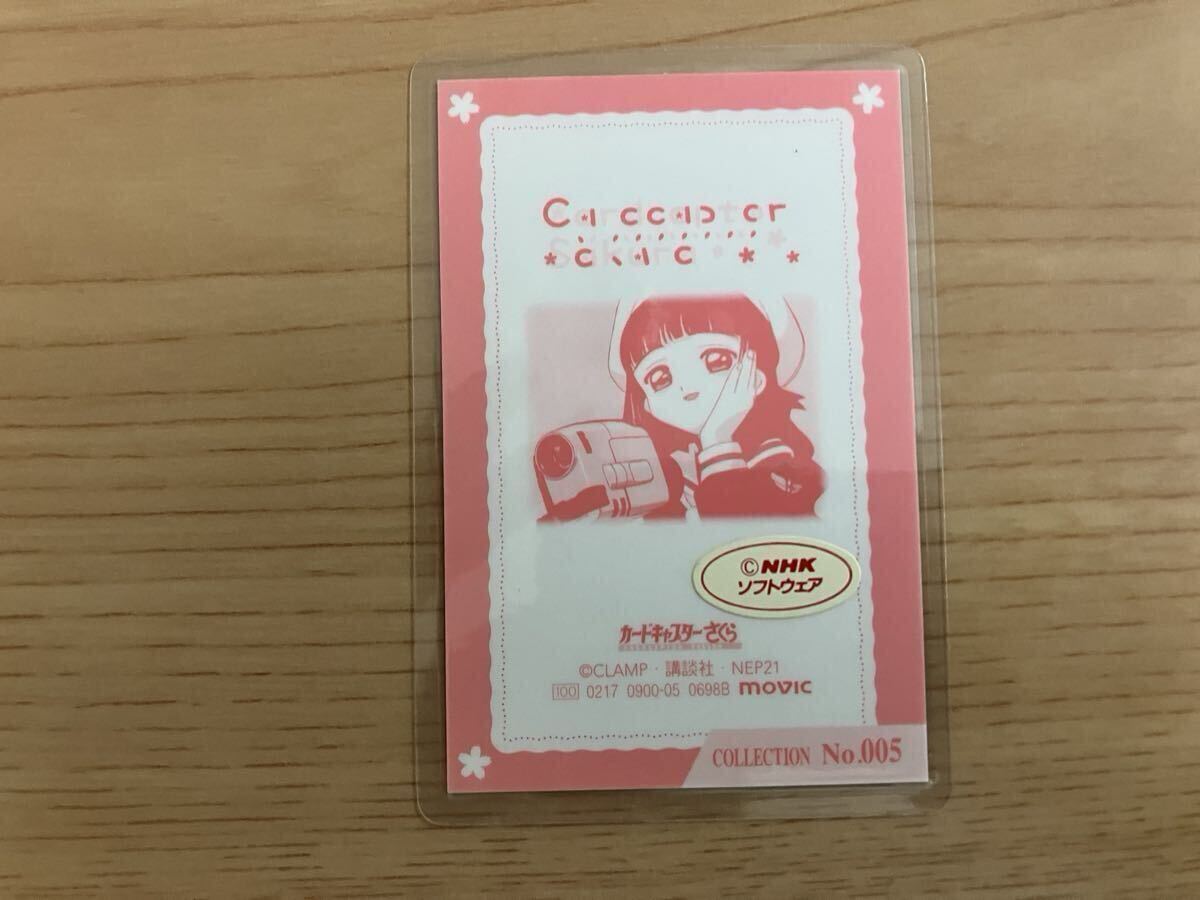 Cardcaptor
Sakura
©NHK
ソフトウェア
カードキャプターさくら
©CLAMP・講談社・NEP21
100 0217 0900-05 0698B movic
COLLECTION No.005